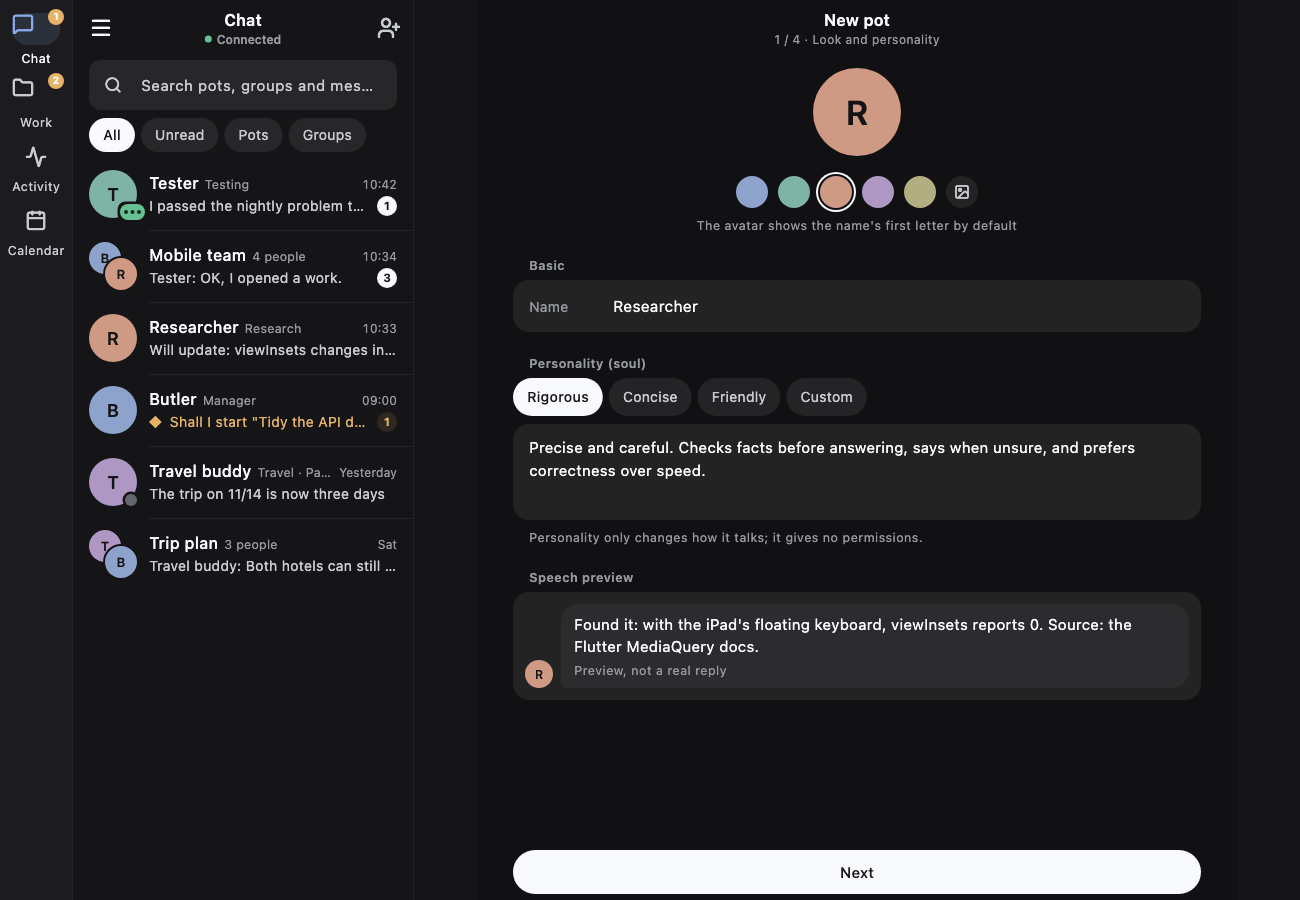 1
Chat
2
Work
Activity
Calendar
Chat
Connected
Search pots, groups and mes...
All
Unread
Pots
Groups
T
Tester Testing 10:42
I passed the nightly problem t... 1
B
R
Mobile team 4 people 10:34
Tester: OK, I opened a work. 3
R
Researcher Research 10:33
Will update: viewInsets changes in...
B
Butler Manager 09:00
Shall I start "Tidy the API d... 1
T
Travel buddy Travel · Pa... Yesterday
The trip on 11/14 is now three days
T
B
Trip plan 3 people Sat
Travel buddy: Both hotels can still ...
New pot
1 / 4 · Look and personality
R
The avatar shows the name's first letter by default
Basic
Name Researcher
Personality (soul)
Rigorous
Concise
Friendly
Custom
Precise and careful. Checks facts before answering, says when unsure, and prefers
correctness over speed.
Personality only changes how it talks; it gives no permissions.
Speech preview
Found it: with the iPad's floating keyboard, viewInsets reports 0. Source: the
Flutter MediaQuery docs.
Preview, not a real reply
R
Next